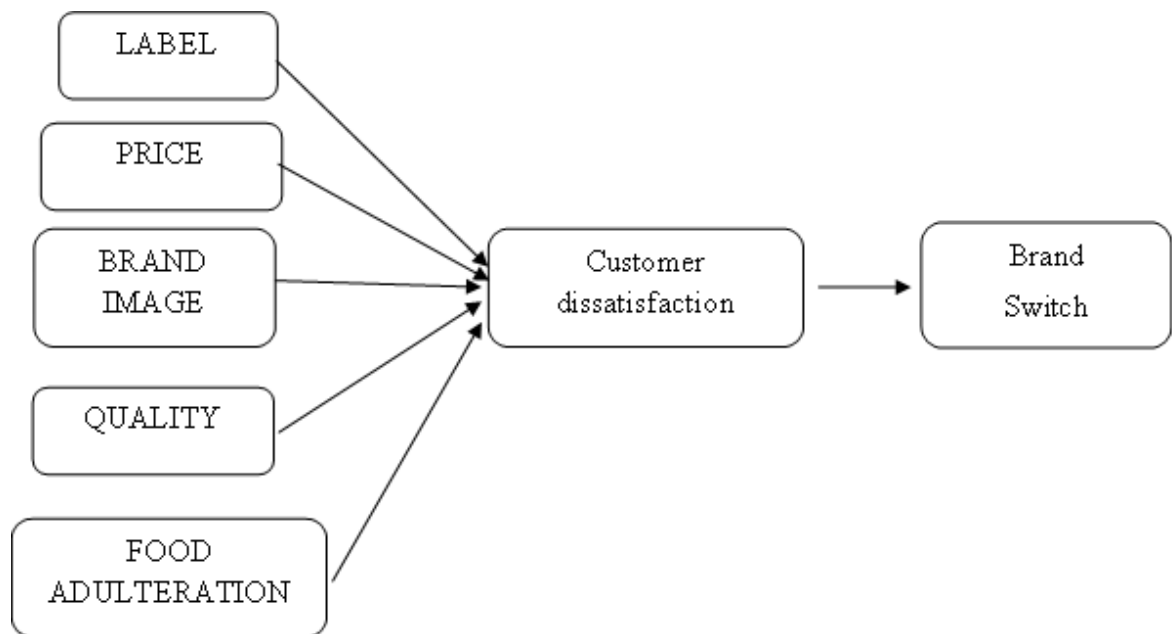 LABEL
PRICE
BRAND
IMAGE
QUALITY
FOOD
ADULTERATION
Customer
dissatisfaction
Brand
Switch